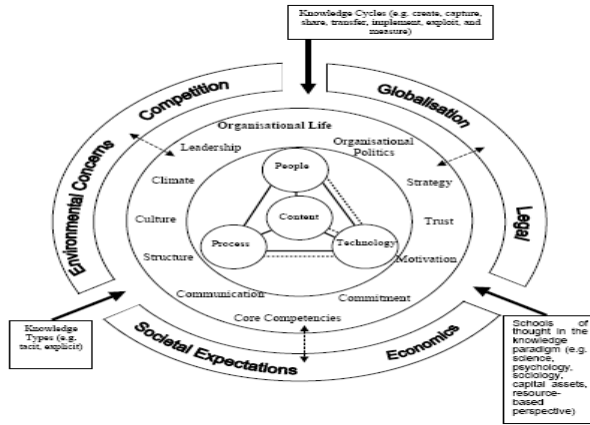 Knowledge Cycles (e.g. create, capture,
share, transfer, implement, exploit, and
measure)
Competition
Globalisation
Environmental Concerns
Legal
Organisational Life
Leadership
Organisational
Politics
People
Climate
Strategy
Culture
Content
Trust
Process
Technology
Structure
Motivation
Communication
Commitment
Core Competencies
Societal Expectations
Economics
Knowledge
Types (e.g.
tacit, explicit)
Schools of
thought in the
knowledge
paradigm (e.g.
science,
psychology,
sociology,
capital assets,
resource-
based
perspective)